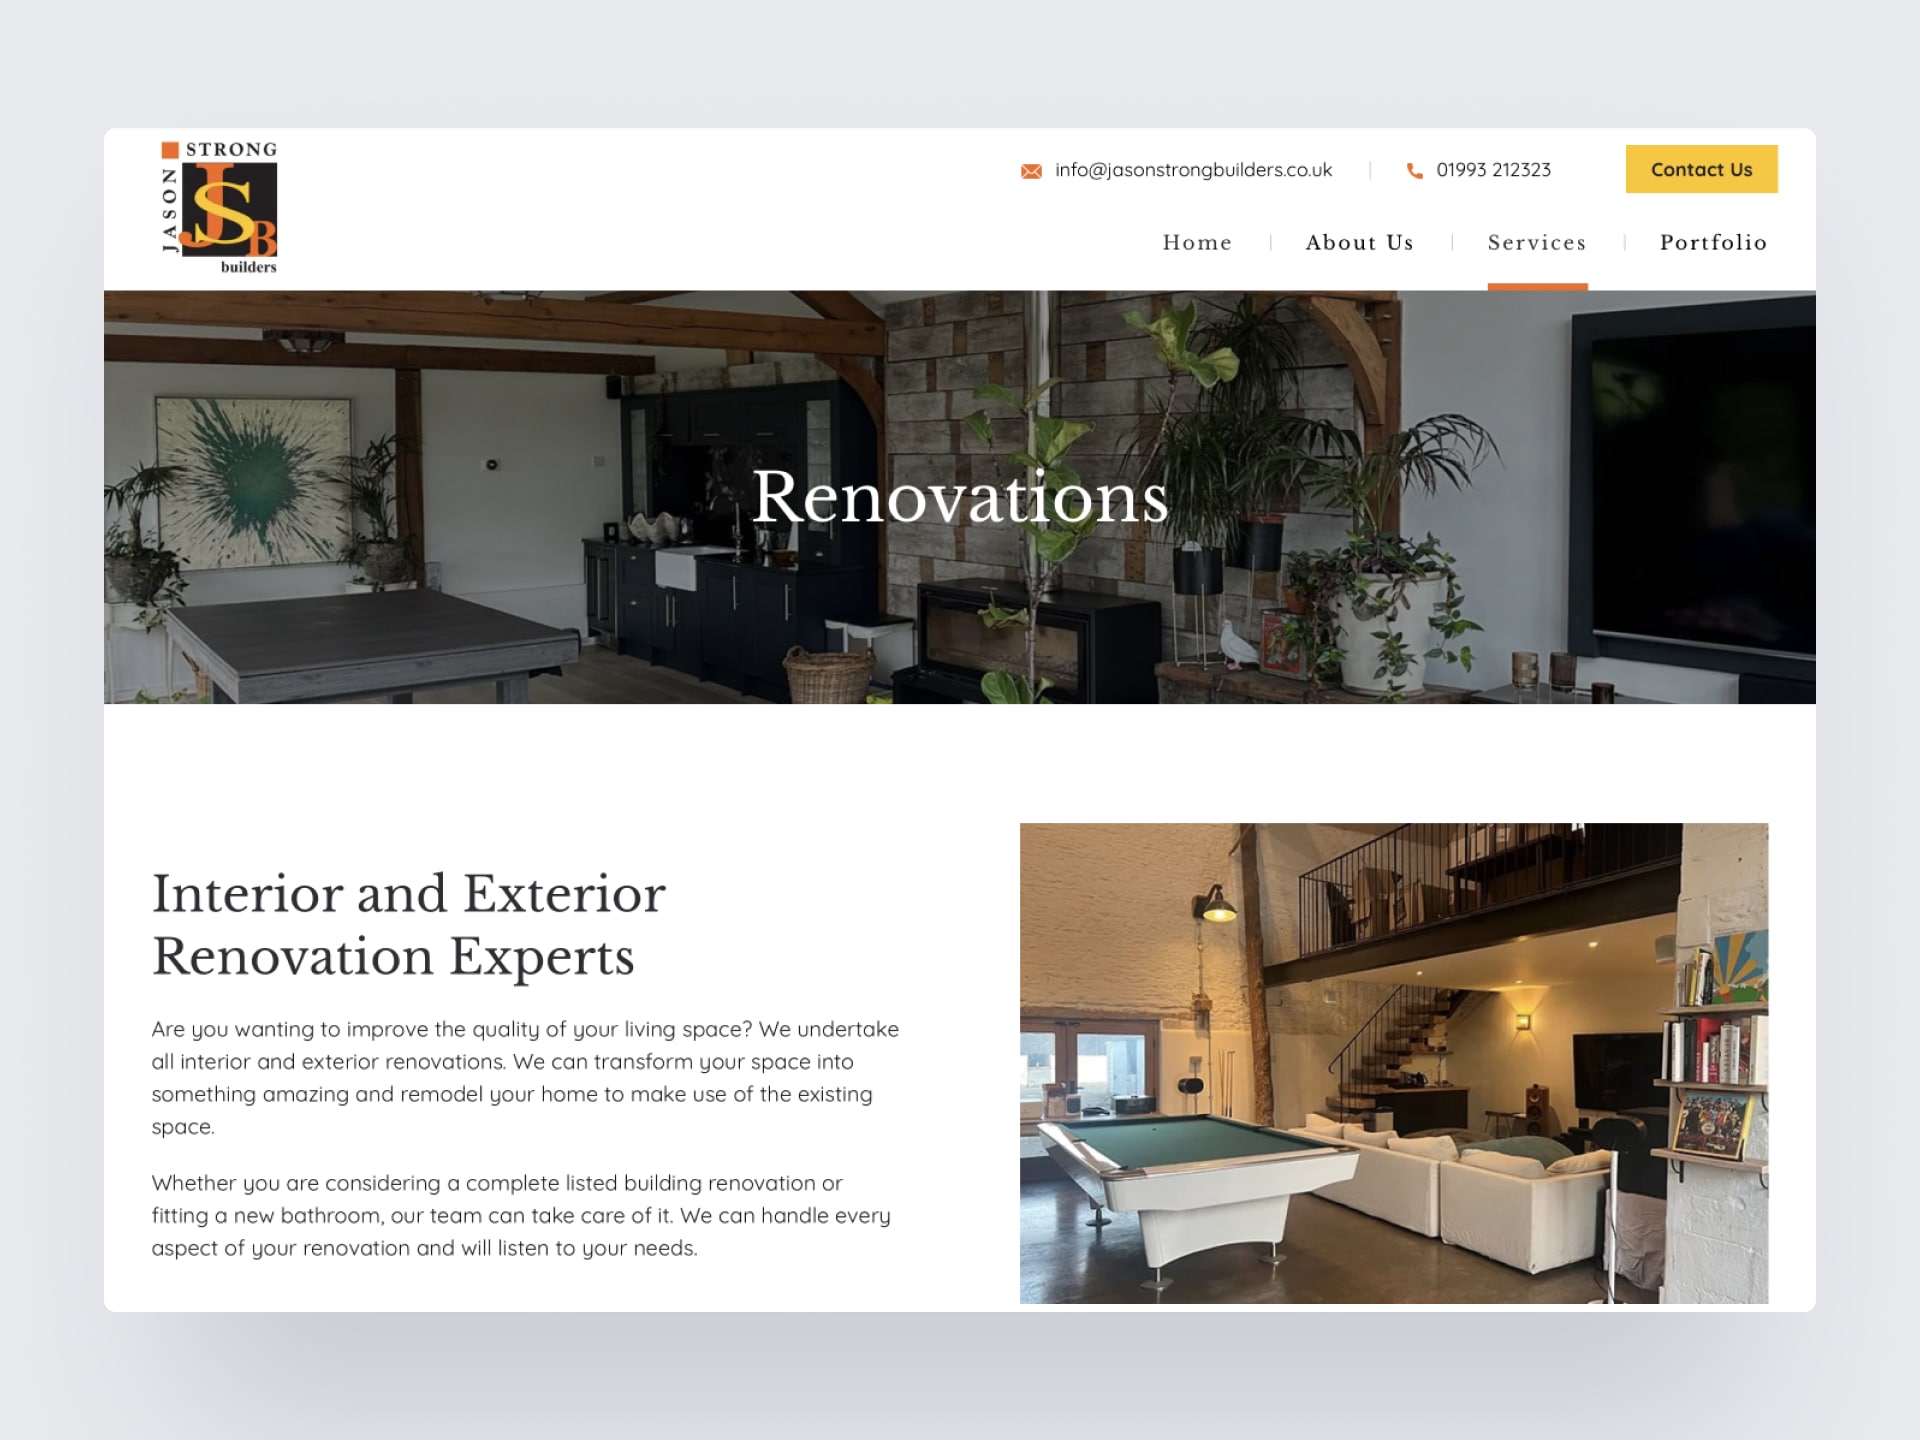 STRONG
JASON
JSB
builders
info@jasonstrongbuilders.co.uk
01993 212323
Contact Us
Home
About Us
Services
Portfolio
Renovations
Interior and Exterior
Renovation Experts
Are you wanting to improve the quality of your living space? We undertake
all interior and exterior renovations. We can transform your space into
something amazing and remodel your home to make use of the existing
space.
Whether you are considering a complete listed building renovation or
fitting a new bathroom, our team can take care of it. We can handle every
aspect of your renovation and will listen to your needs.